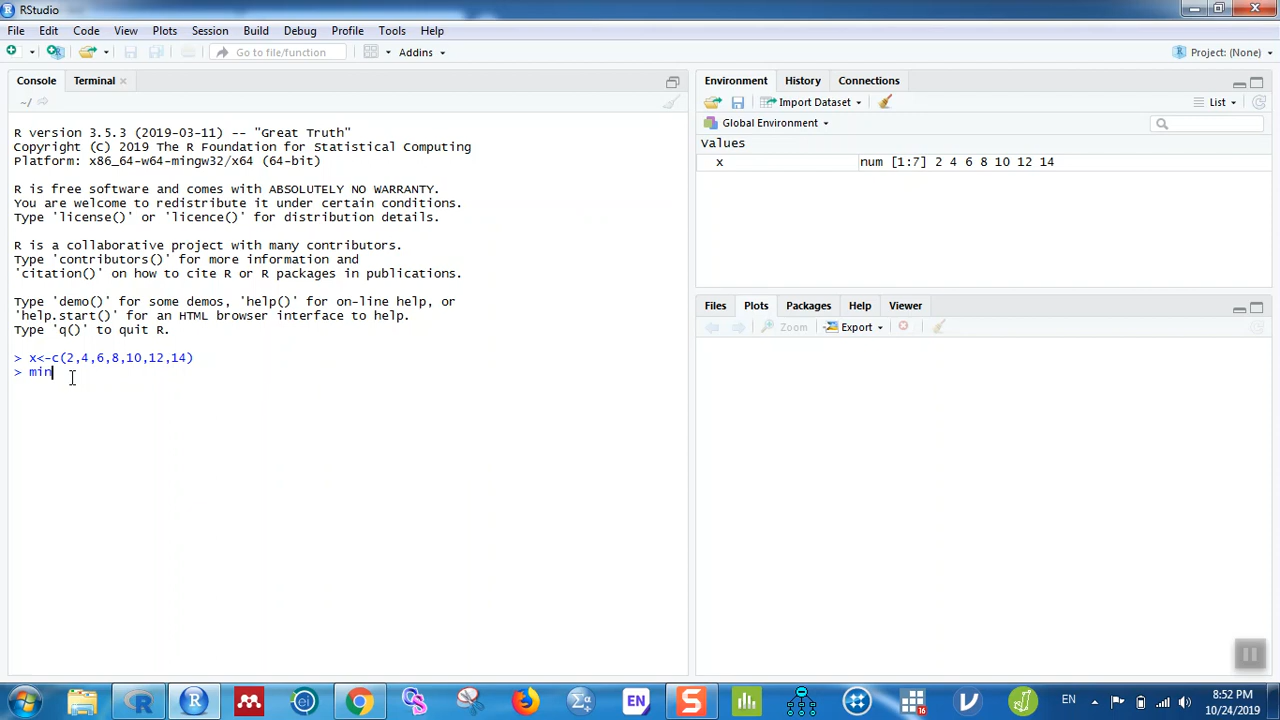 RStudio
File Edit Code View Plots Session Build Debug Profile Tools Help
Go to file/function Addins Project: (None)
Console Terminal
~/
R version 3.5.3 (2019-03-11) -- "Great Truth"
Copyright (C) 2019 The R Foundation for Statistical Computing
Platform: x86_64-w64-mingw32/x64 (64-bit)
R is free software and comes with ABSOLUTELY NO WARRANTY.
You are welcome to redistribute it under certain conditions.
Type 'license()' or 'licence()' for distribution details.
R is a collaborative project with many contributors.
Type 'contributors()' for more information and
'citation()' on how to cite R or R packages in publications.
Type 'demo()' for some demos, 'help()' for on-line help, or
'help.start()' for an HTML browser interface to help.
Type 'q()' to quit R.
> x<-c(2,4,6,8,10,12,14)
> min
Environment History Connections
Import Dataset List
Global Environment
Values
x num [1:7] 2 4 6 8 10 12 14
Files Plots Packages Help Viewer
Zoom Export
EN 16 EN 8:52 PM
10/24/2019